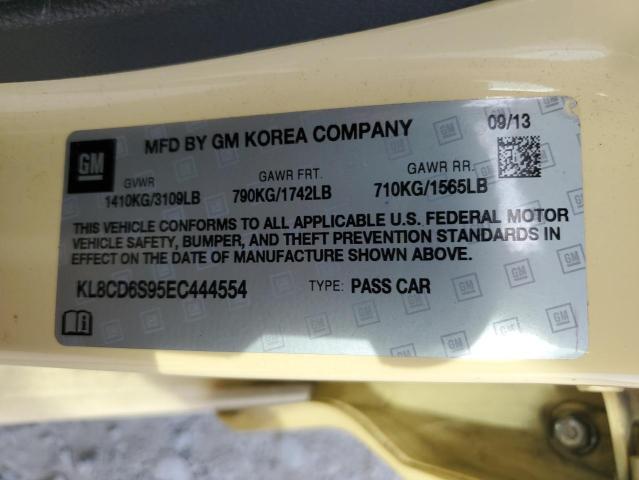 GM
MFD BY GM KOREA COMPANY 09/13
GVWR GAWR FRT. GAWR RR.
1410KG/3109LB 790KG/1742LB 710KG/1565LB
THIS VEHICLE CONFORMS TO ALL APPLICABLE U.S. FEDERAL MOTOR
VEHICLE SAFETY, BUMPER, AND THEFT PREVENTION STANDARDS IN
EFFECT ON THE DATE OF MANUFACTURE SHOWN ABOVE.
KL8CD6S95EC444554 TYPE: PASS CAR